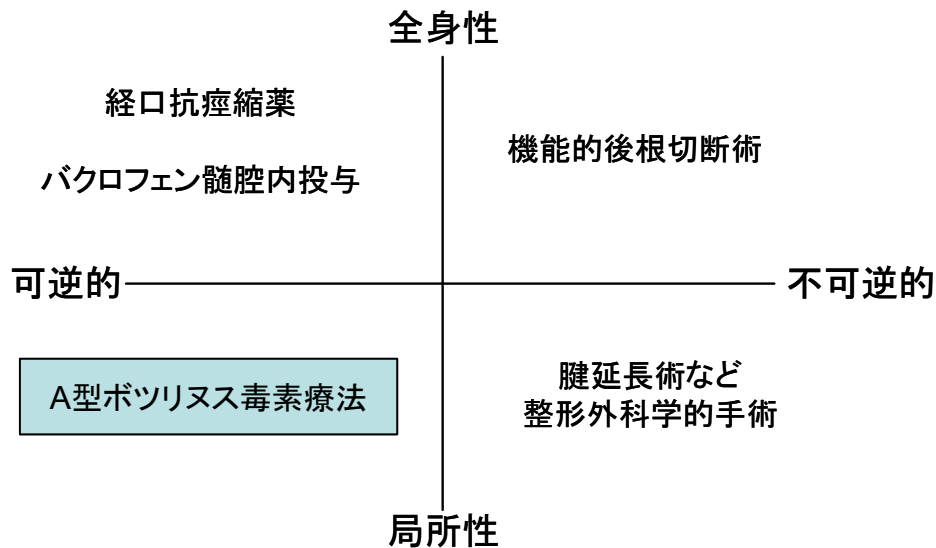 全身性
経口抗痙縮薬
機能的後根切断術
バクロフェン髄腔内投与
可逆的
不可逆的
A型ボツリヌス毒素療法
腱延長術など
整形外科学的手術
局所性